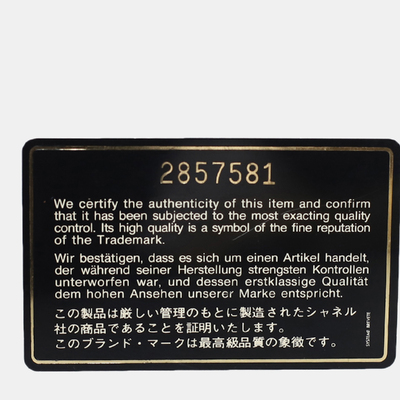 2857581
We certify the authenticity of this item and confirm
that it has been subjected to the most exacting quality
control. Its high quality is a symbol of the fine reputation
of the Trademark.
Wir bestätigen, dass es sich um einen Artikel handelt,
der während seiner Herstellung strengsten Kontrollen
unterworfen war, und dessen erstklassige Qualität
dem hohen Ansehen unserer Marke entspricht.
この製品は厳しい管理のもとに製造されたシャネル
社の商品であることを証明いたします。
このブランド・マークは最高級品質の象徴です。